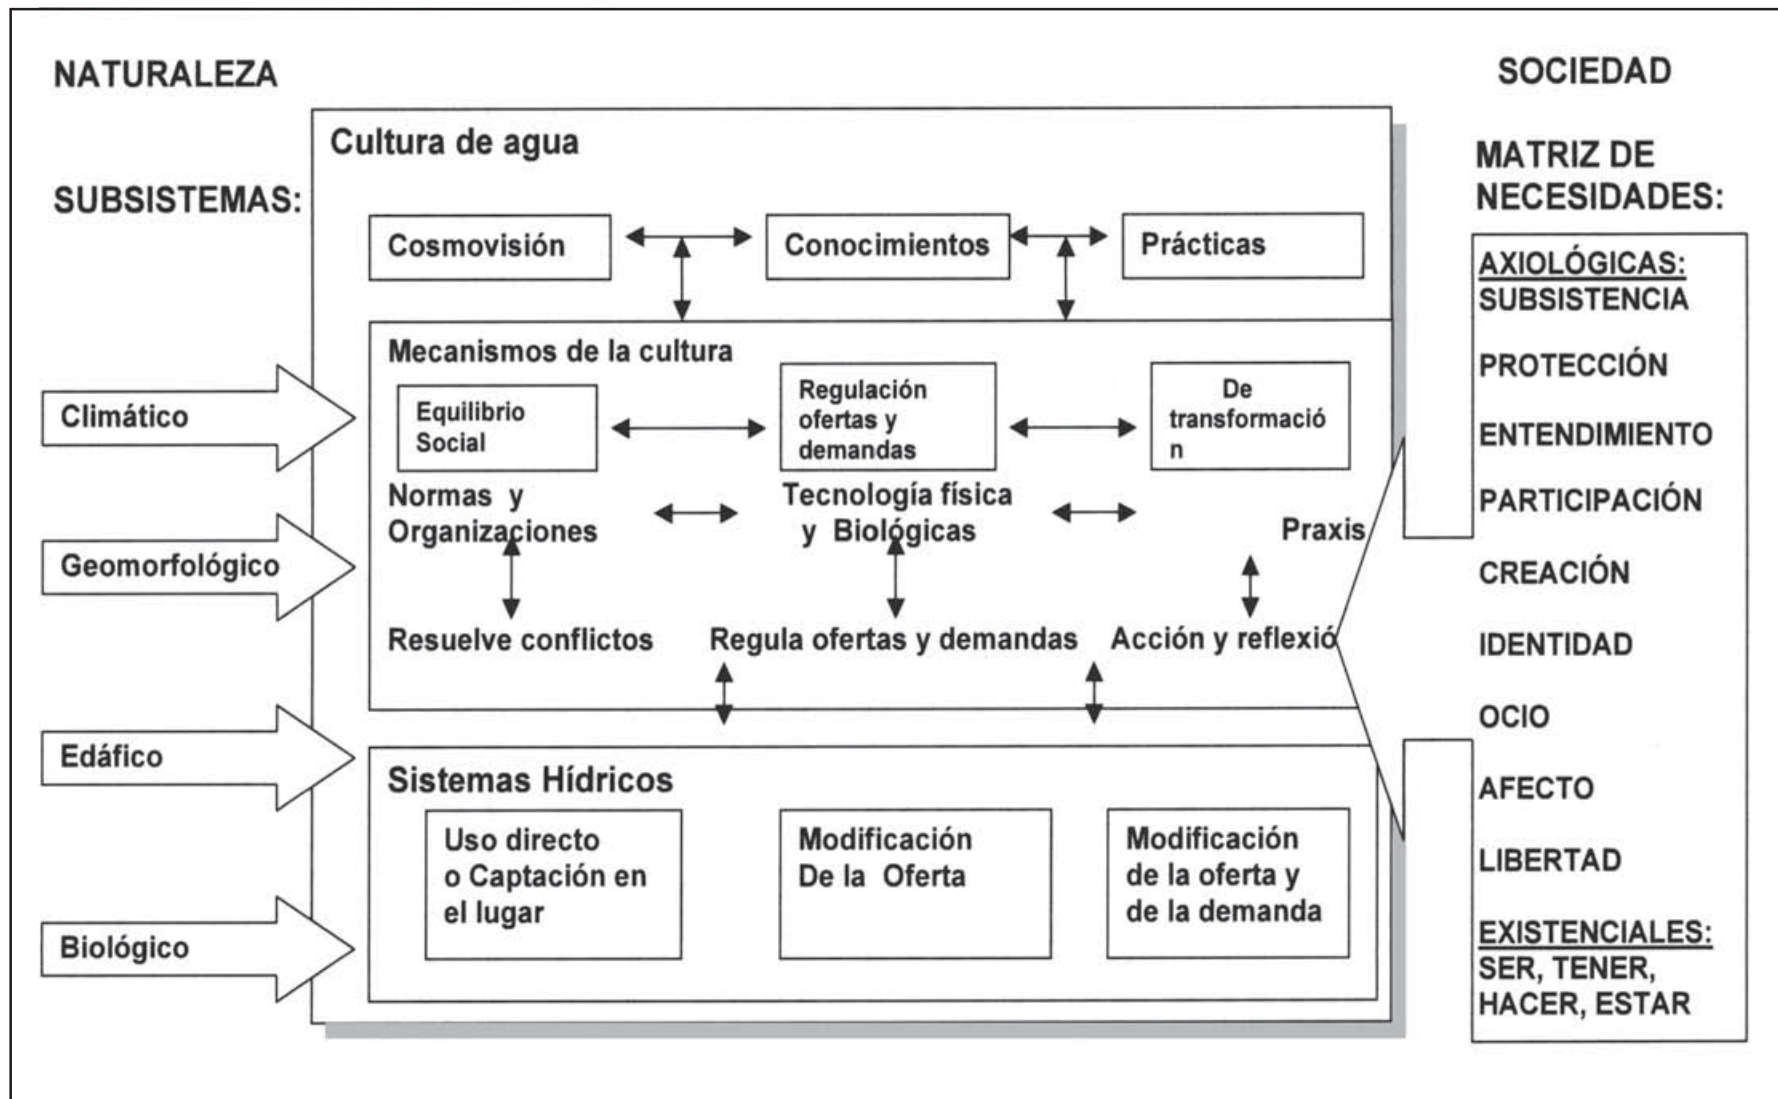 NATURALEZA
SUBSISTEMAS:
Climático
Geomorfológico
Edáfico
Biológico
Cultura de agua
Cosmovisión
Conocimientos
Prácticas
Mecanismos de la cultura
Equilibrio
Social
Regulación
ofertas y
demandas
De
transformació
n
Normas y
Organizaciones
Tecnología física
y Biológicas
Praxis
Resuelve conflictos
Regula ofertas y demandas
Acción y reflexió
Sistemas Hídricos
Uso directo
o Captación en
el lugar
Modificación
De la Oferta
Modificación
de la oferta y
de la demanda
SOCIEDAD
MATRIZ DE
NECESIDADES:
AXIOLÓGICAS:
SUBSISTENCIA
PROTECCIÓN
ENTENDIMIENTO
PARTICIPACIÓN
CREACIÓN
IDENTIDAD
OCIO
AFECTO
LIBERTAD
EXISTENCIALES:
SER, TENER,
HACER, ESTAR